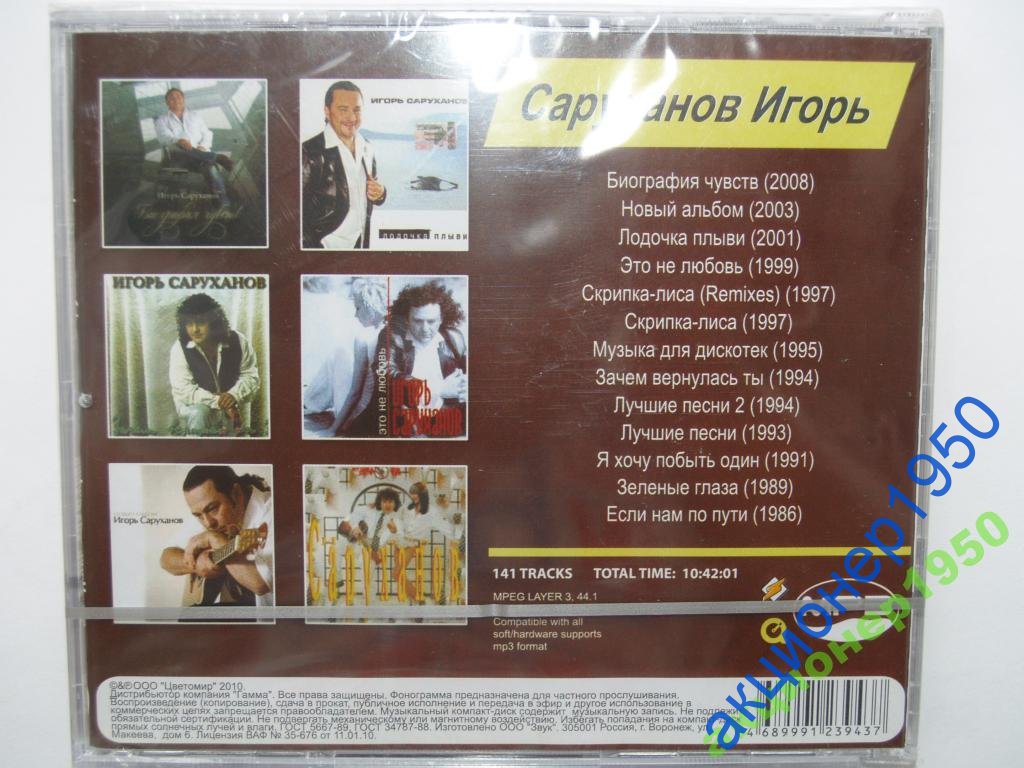 Саруханов Игорь
Игорь Саруханов
ИГОРЬ САРУХАНОВ
ЛОДОЧКА ПЛЫВИ
ИГОРЬ САРУХАНОВ
ЭТО НЕ ЛЮБОВЬ
ИГОРЬ
САРУХАНОВ
Игорь Саруханов
Саруханов
Биография чувств (2008)
Новый альбом (2003)
Лодочка плыви (2001)
Это не любовь (1999)
Скрипка-лиса (Remixes) (1997)
Скрипка-лиса (1997)
Музыка для дискотек (1995)
Зачем вернулась ты (1994)
Лучшие песни 2 (1994)
Лучшие песни (1993)
Я хочу побыть один (1991)
Зеленые глаза (1989)
Если нам по пути (1986)
141 TRACKS TOTAL TIME: 10:42:01
MPEG LAYER 3, 44.1
Compatible with all
soft/hardware supports
mp3 format
©&℗ ООО "Цветомир" 2010.
Дистрибьютор компания "Гамма". Все права защищены. Фонограмма предназначена для частного прослушивания.
Воспроизведение (копирование), сдача в прокат, публичное исполнение и передача в эфир и другое использование в
коммерческих целях запрещается правообладателем. Музыкальный компакт-диск содержит музыкальную запись. Не подлежит
обязательной сертификации. Не подвергать механическому или магнитному воздействию. Избегать попадания на компакт-диск
прямых солнечных лучей и влаги. ГОСТ 5667-89, ГОСТ 34787-88. Изготовлено ООО "Звук". 305001 Россия, г. Воронеж, ул.
Макеева, дом 6. Лицензия ВАФ № 35-676 от 11.01.10.
4 689991 239437
акционер1950
акционер1950